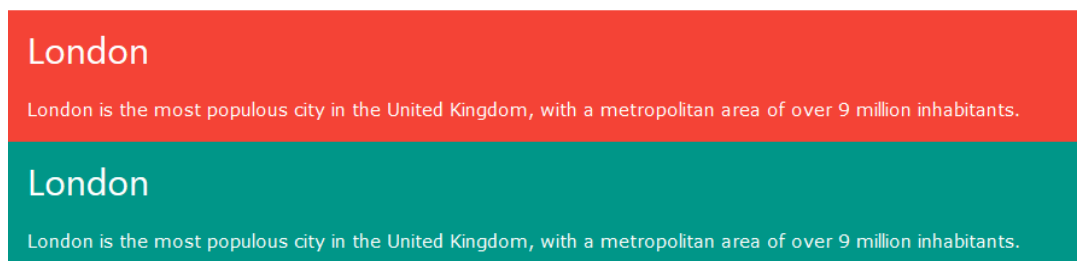 London
London is the most populous city in the United Kingdom, with a metropolitan area of over 9 million inhabitants.
London
London is the most populous city in the United Kingdom, with a metropolitan area of over 9 million inhabitants.